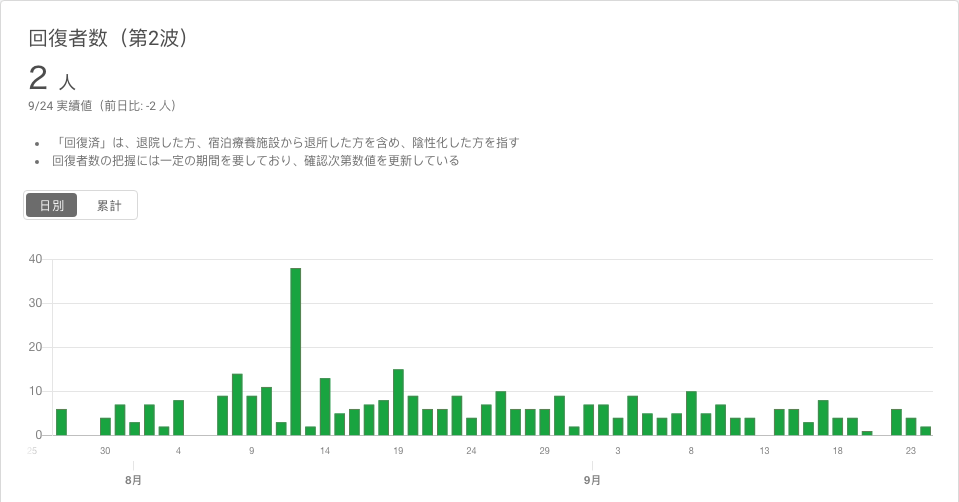 回復者数（第2波）
2 人
9/24 実績値（前日比: -2 人）
「回復済」は、退院した方、宿泊療養施設から退所した方を含め、陰性化した方を指す
回復者数の把握には一定の期間を要しており、確認次第数値を更新している
日別 累計
40
30
20
10
0
25 30 4 9 14 19 24 29 3 8 13 18 23
8月 9月